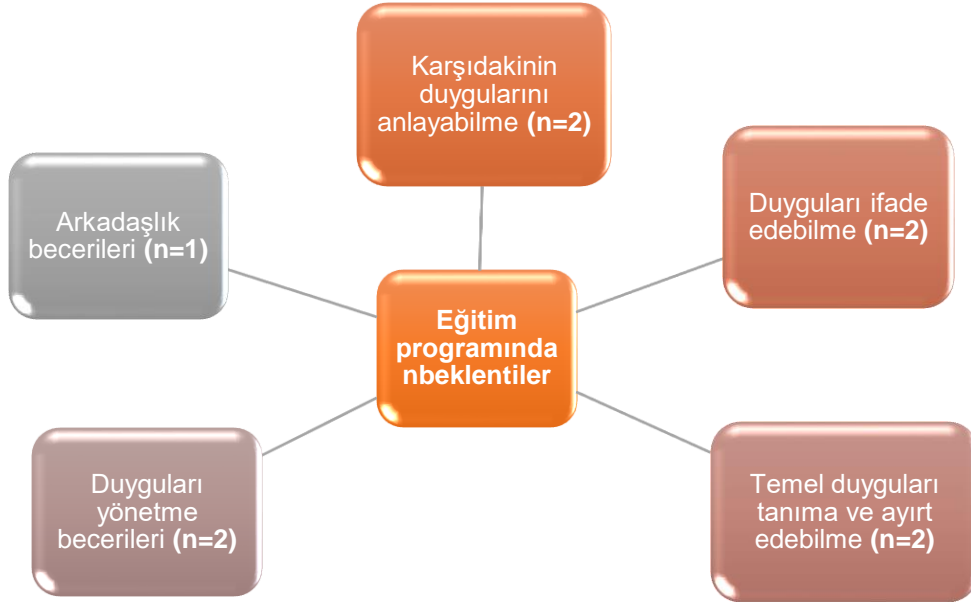 Karşıdakinin
duygularını
anlayabilme (n=2)
Duyguları ifade
edebilme (n=2)
Temel duyguları
tanıma ve ayırt
edebilme (n=2)
Duyguları
yönetme
becerileri (n=2)
Arkadaşlık
becerileri (n=1)
Eğitim
programında
nbeklentiler